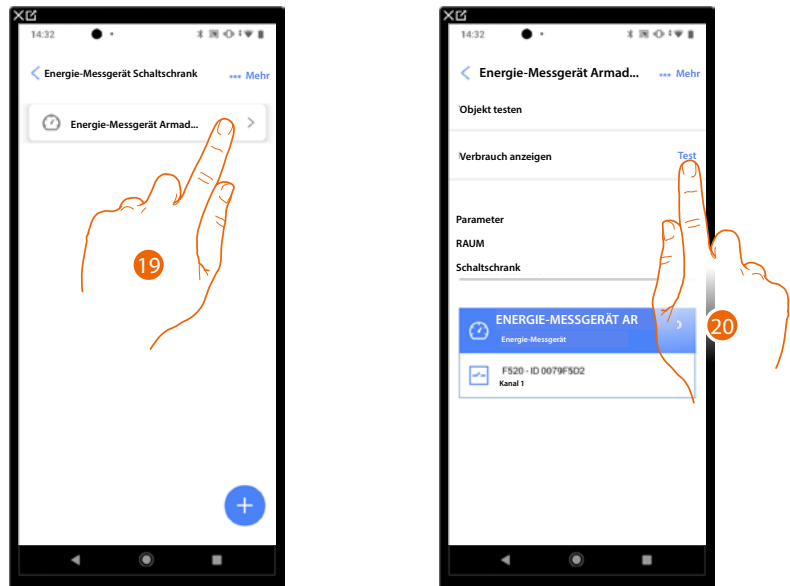 14:32
Energie-Messgerät Schaltschrank
••• Mehr
Energie-Messgerät Armad...
19
14:32
Energie-Messgerät Armad...
••• Mehr
Objekt testen
Verbrauch anzeigen
Test
Parameter
RAUM
Schaltschrank
ENERGIE-MESSGERÄT AR
Energie-Messgerät
F520 - ID 0079F5D2
Kanal 1
20